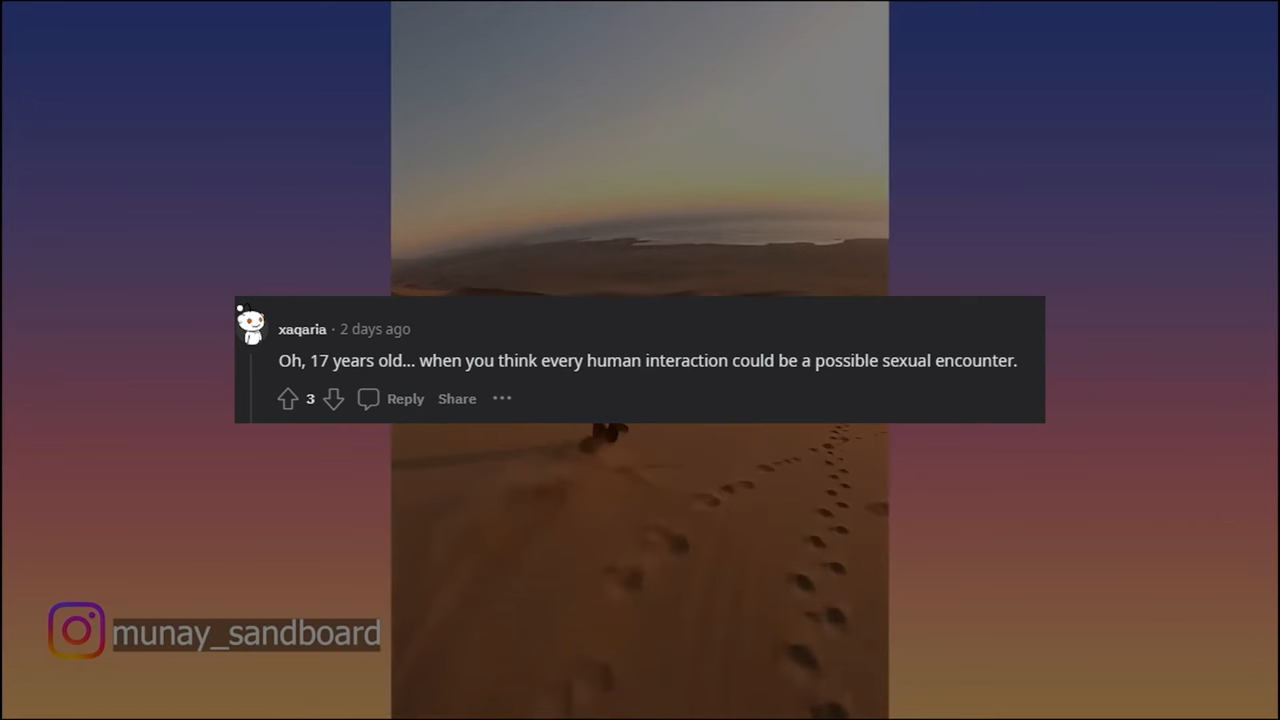 xaqaria · 2 days ago
Oh, 17 years old... when you think every human interaction could be a possible sexual encounter.
3 Reply Share ···
munay_sandboard